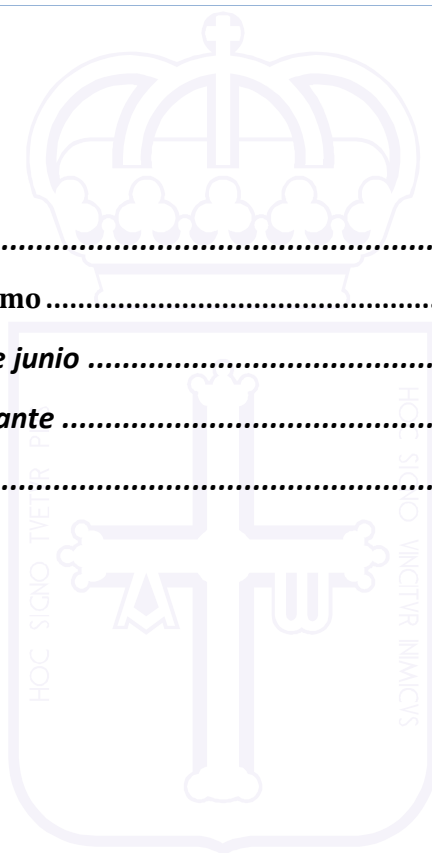 ................................................................
mo................................................................
e junio ................................................................
ante ................................................................
................................................................
HOC SIGNO TVETVR P
HOC SIGNO VINCITVR INIMICVS